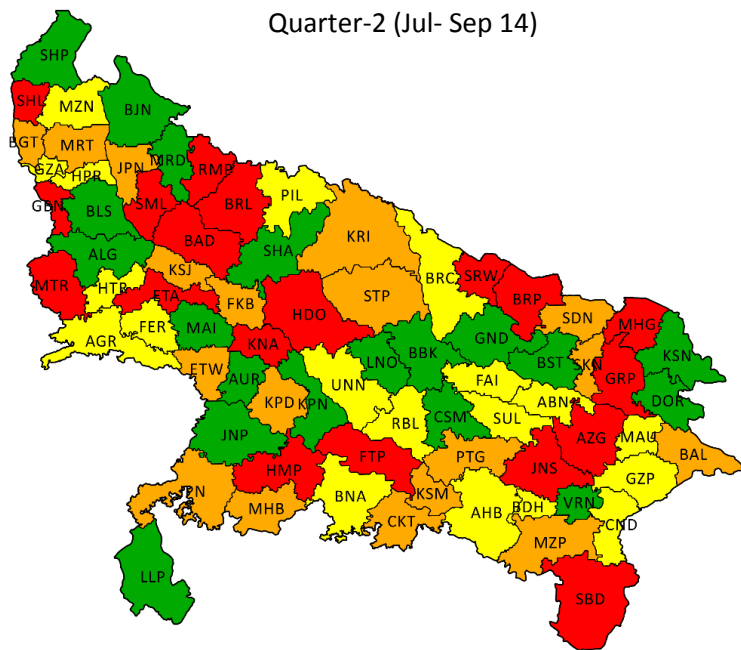 Quarter-2 (Jul- Sep 14)
SHP
SHL
MZN
BJN
BGT
MRT
JPN
MRD
RMP
GZA
HPR
GBN
BLS
SML
BRL
PIL
BAD
SHA
KRI
ALG
BRC
SRW
MTR
HTR
KSJ
ETA
FKB
STP
BRP
AGR
FER
MAI
HDO
SDN
MHG
KNA
GND
KSN
ETW
AUR
LNO
BBK
BST
SKN
GRP
UNN
FAI
KPD
KPN
ABN
DOR
JNP
RBL
CSM
SUL
AZG
MAU
BAL
HMP
FTP
PTG
JNS
GZP
MHB
BNA
KSM
AHB
BDH
VRN
CKT
CND
MZP
LLP
SBD